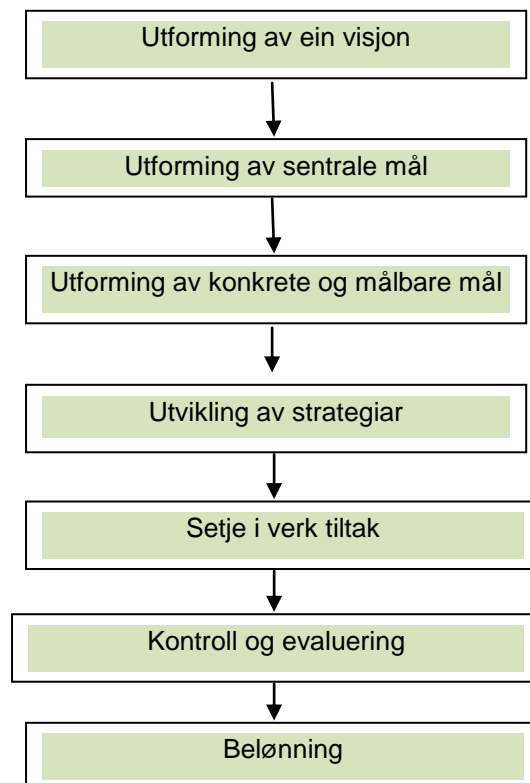 Utforming av ein visjon
Utforming av sentrale mål
Utforming av konkrete og målbare mål
Utvikling av strategiar
Setje i verk tiltak
Kontroll og evaluering
Belønning